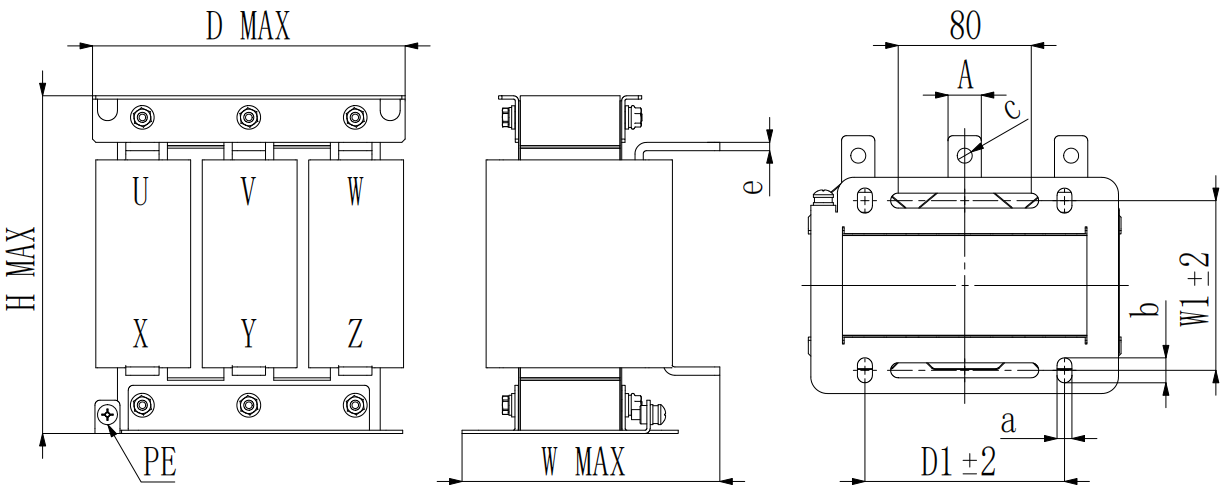 D MAX
H MAX
U V W
X Y Z
PE
e
W MAX
80
A
c
W1±2
b
a
D1±2